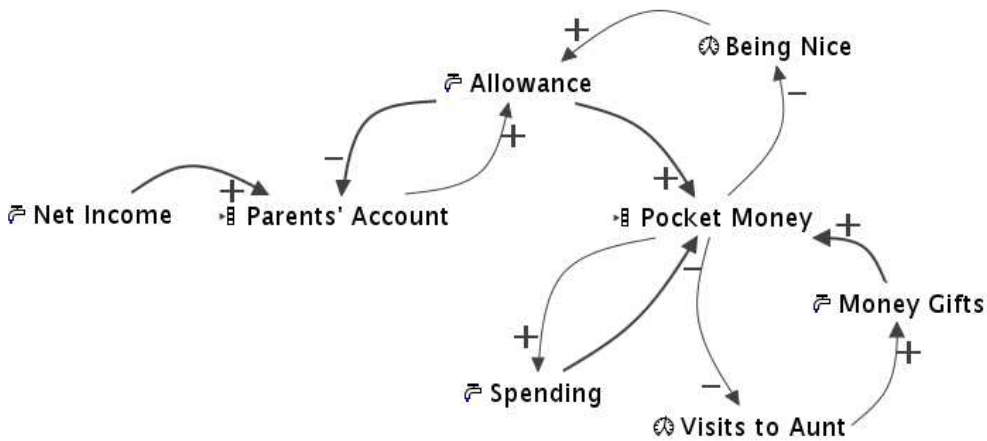 Being Nice
Allowance
Net Income
Parents' Account
Pocket Money
Money Gifts
Spending
Visits to Aunt
+
+
−
+
−
+
+
+
−
+
−
+